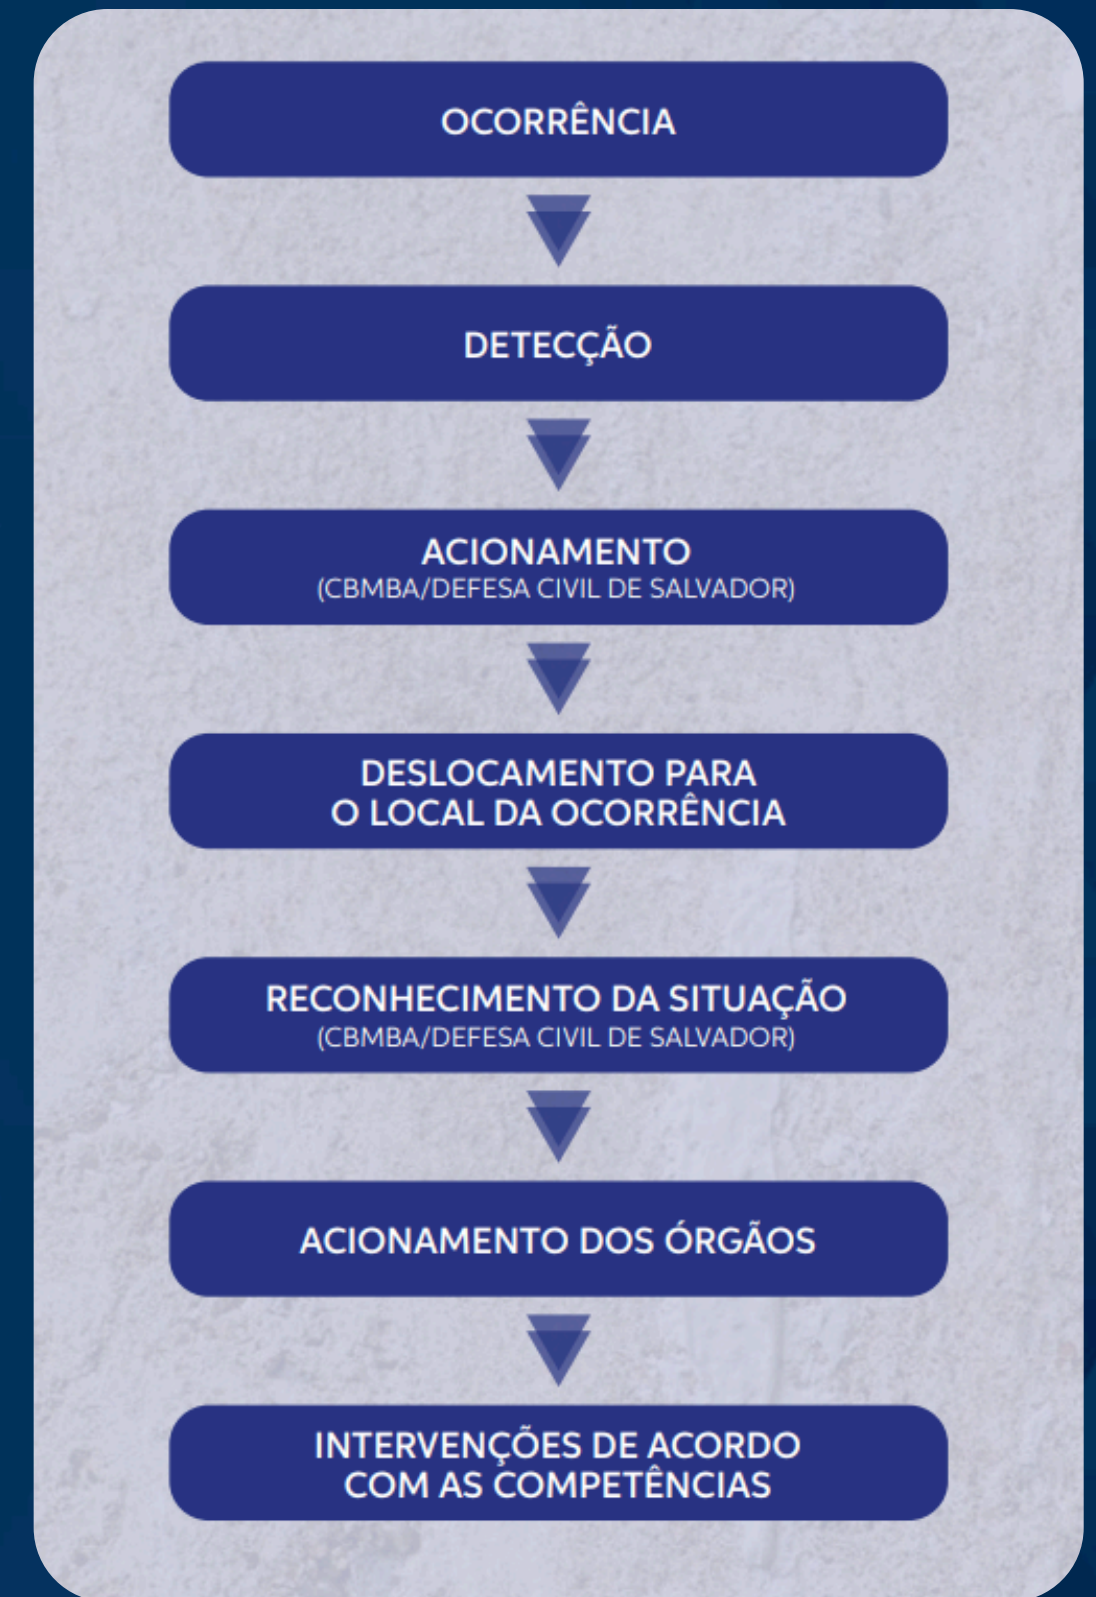 OCORRÊNCIA
DETECÇÃO
ACIONAMENTO
(CBMBA/DEFESA CIVIL DE SALVADOR)
DESLOCAMENTO PARA
O LOCAL DA OCORRÊNCIA
RECONHECIMENTO DA SITUAÇÃO
(CBMBA/DEFESA CIVIL DE SALVADOR)
ACIONAMENTO DOS ÓRGÃOS
INTERVENÇÕES DE ACORDO
COM AS COMPETÊNCIAS